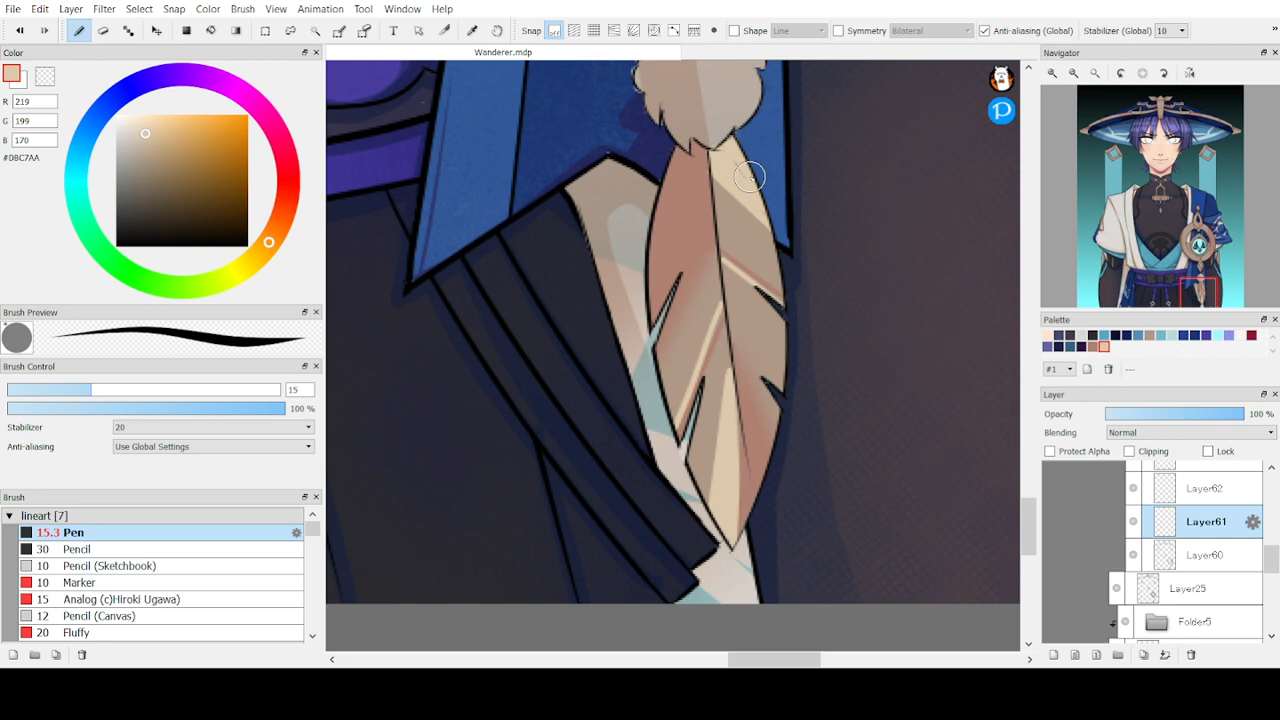 File Edit Layer Filter Select Snap Color Brush View Animation Tool Window Help
Snap Shape Line Symmetry Bilateral Anti-aliasing (Global) Stabilizer (Global) 10
Color
R 219
G 199
B 170
#DBC7AA
Brush Preview
Brush Control
15
100 %
Stabilizer 20
Anti-aliasing Use Global Settings
Brush
lineart [7]
15.3 Pen
30 Pencil
10 Pencil (Sketchbook)
10 Marker
15 Analog (c)Hiroki Ugawa)
12 Pencil (Canvas)
20 Fluffy
Wanderer.mdp
Navigator
Palette
#1 ---
Layer
Opacity 100 %
Blending Normal
Protect Alpha Clipping Lock
Layer62
Layer61
Layer60
Layer25
Folder5